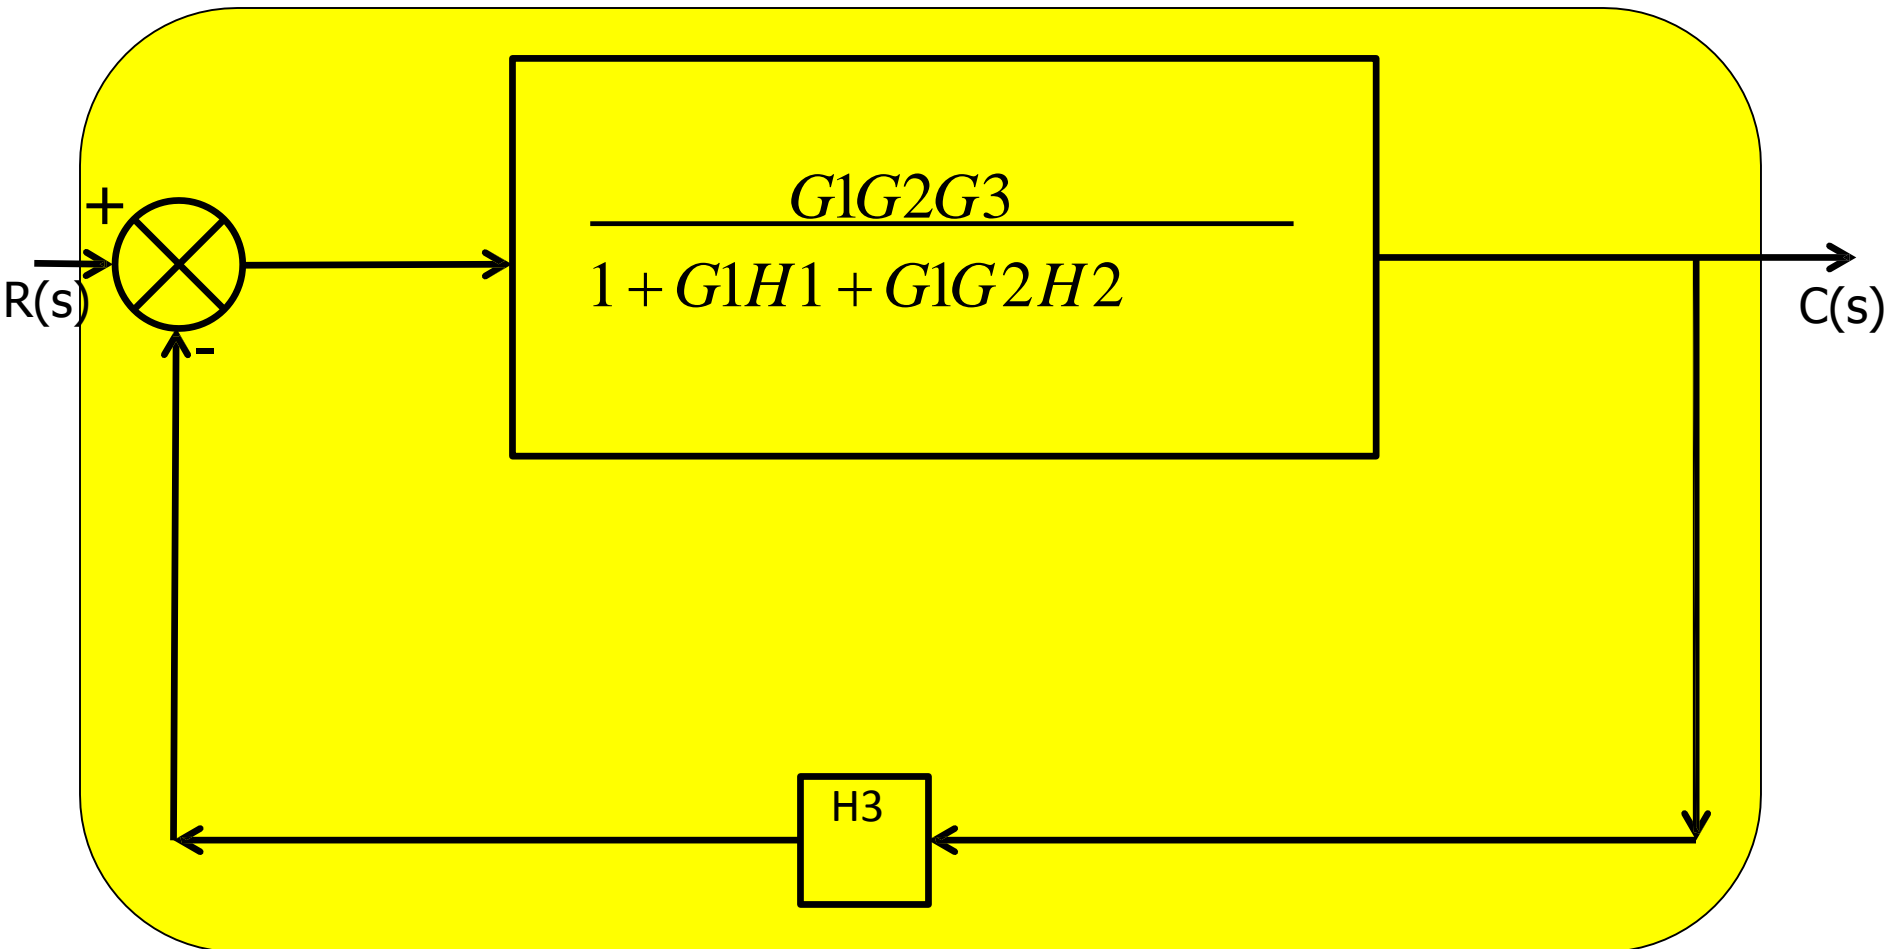 G1G2G3
1 + G1H1 + G1G2H2
+
R(s)
C(s)
-
H3